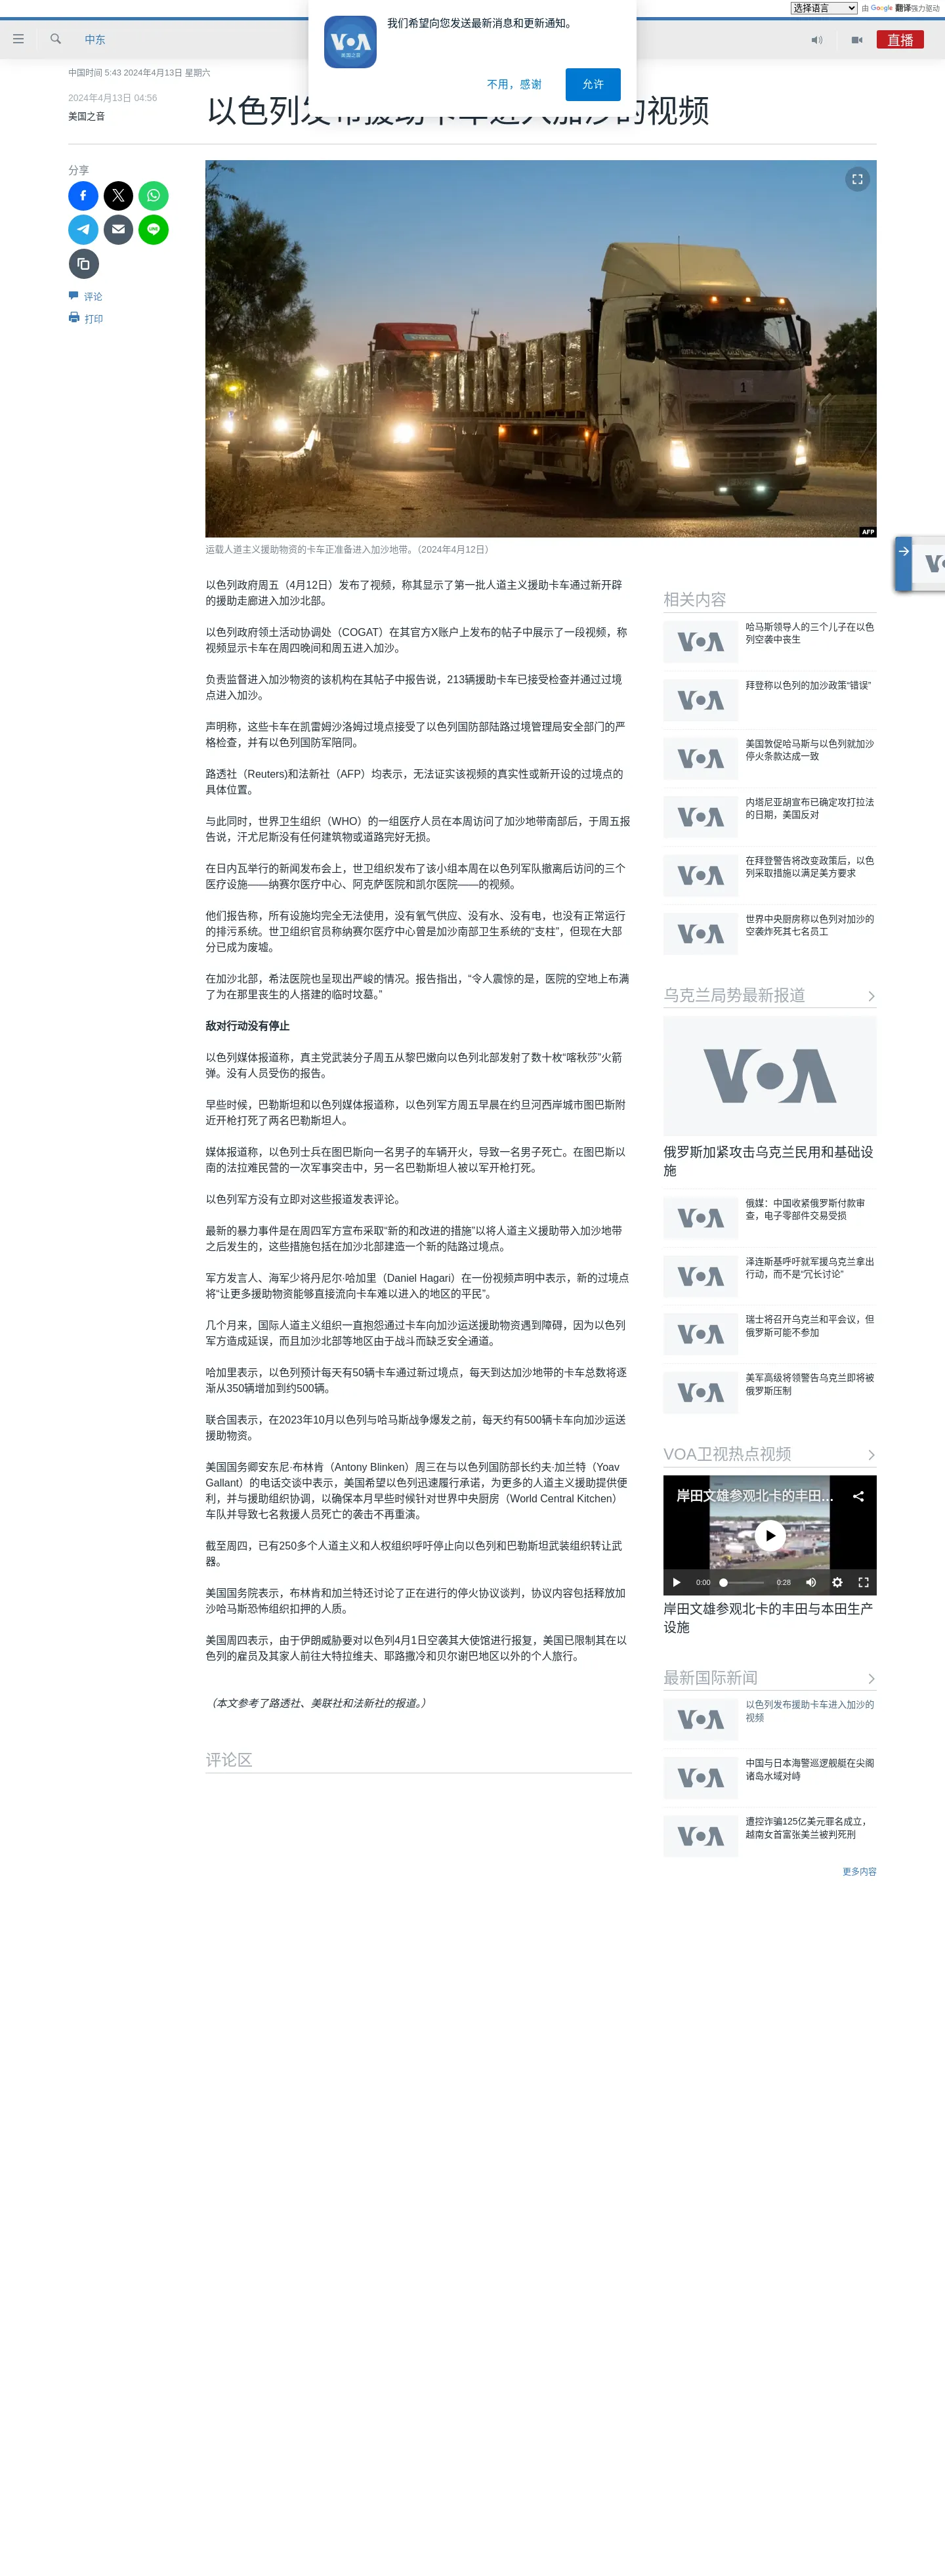 选择语言 由 Google 翻译强力驱动
我们希望向您发送最新消息和更新通知。
VOA
美国之音
不用，感谢
允许
中东
直播
中国时间 5:43 2024年4月13日 星期六
2024年4月13日 04:56
美国之音
以色列发布援助卡车进入加沙的视频
分享
评论
打印
1
AFP
运载人道主义援助物资的卡车正准备进入加沙地带。（2024年4月12日）
以色列政府周五（4月12日）发布了视频，称其显示了第一批人道主义援助卡车通过新开辟
的援助走廊进入加沙北部。
以色列政府领土活动协调处（COGAT）在其官方X账户上发布的帖子中展示了一段视频，称
视频显示卡车在周四晚间和周五进入加沙。
负责监督进入加沙物资的该机构在其帖子中报告说，213辆援助卡车已接受检查并通过过境
点进入加沙。
声明称，这些卡车在凯雷姆沙洛姆过境点接受了以色列国防部陆路过境管理局安全部门的严
格检查，并有以色列国防军陪同。
路透社（Reuters)和法新社（AFP）均表示，无法证实该视频的真实性或新开设的过境点的
具体位置。
与此同时，世界卫生组织（WHO）的一组医疗人员在本周访问了加沙地带南部后，于周五报
告说，汗尤尼斯没有任何建筑物或道路完好无损。
在日内瓦举行的新闻发布会上，世卫组织发布了该小组本周在以色列军队撤离后访问的三个
医疗设施——纳赛尔医疗中心、阿克萨医院和凯尔医院——的视频。
他们报告称，所有设施均完全无法使用，没有氧气供应、没有水、没有电，也没有正常运行
的排污系统。世卫组织官员称纳赛尔医疗中心曾是加沙南部卫生系统的“支柱”，但现在大部
分已成为废墟。
在加沙北部，希法医院也呈现出严峻的情况。报告指出，“令人震惊的是，医院的空地上布满
了为在那里丧生的人搭建的临时坟墓。”
敌对行动没有停止
以色列媒体报道称，真主党武装分子周五从黎巴嫩向以色列北部发射了数十枚“喀秋莎”火箭
弹。没有人员受伤的报告。
早些时候，巴勒斯坦和以色列媒体报道称，以色列军方周五早晨在约旦河西岸城市图巴斯附
近开枪打死了两名巴勒斯坦人。
媒体报道称，以色列士兵在图巴斯向一名男子的车辆开火，导致一名男子死亡。在图巴斯以
南的法拉难民营的一次军事突击中，另一名巴勒斯坦人被以军开枪打死。
以色列军方没有立即对这些报道发表评论。
最新的暴力事件是在周四军方宣布采取“新的和改进的措施”以将人道主义援助带入加沙地带
之后发生的，这些措施包括在加沙北部建造一个新的陆路过境点。
军方发言人、海军少将丹尼尔·哈加里（Daniel Hagari）在一份视频声明中表示，新的过境点
将“让更多援助物资能够直接流向卡车难以进入的地区的平民”。
几个月来，国际人道主义组织一直抱怨通过卡车向加沙运送援助物资遇到障碍，因为以色列
军方造成延误，而且加沙北部等地区由于战斗而缺乏安全通道。
哈加里表示，以色列预计每天有50辆卡车通过新过境点，每天到达加沙地带的卡车总数将逐
渐从350辆增加到约500辆。
联合国表示，在2023年10月以色列与哈马斯战争爆发之前，每天约有500辆卡车向加沙运送
援助物资。
美国国务卿安东尼·布林肯（Antony Blinken）周三在与以色列国防部长约夫·加兰特（Yoav
Gallant）的电话交谈中表示，美国希望以色列迅速履行承诺，为更多的人道主义援助提供便
利，并与援助组织协调，以确保本月早些时候针对世界中央厨房（World Central Kitchen）
车队并导致七名救援人员死亡的袭击不再重演。
截至周四，已有250多个人道主义和人权组织呼吁停止向以色列和巴勒斯坦武装组织转让武
器。
美国国务院表示，布林肯和加兰特还讨论了正在进行的停火协议谈判，协议内容包括释放加
沙哈马斯恐怖组织扣押的人质。
美国周四表示，由于伊朗威胁要对以色列4月1日空袭其大使馆进行报复，美国已限制其在以
色列的雇员及其家人前往大特拉维夫、耶路撒冷和贝尔谢巴地区以外的个人旅行。
（本文参考了路透社、美联社和法新社的报道。）
评论区
相关内容
VOA
哈马斯领导人的三个儿子在以色
列空袭中丧生
VOA
拜登称以色列的加沙政策“错误”
VOA
美国敦促哈马斯与以色列就加沙
停火条款达成一致
VOA
内塔尼亚胡宣布已确定攻打拉法
的日期，美国反对
VOA
在拜登警告将改变政策后，以色
列采取措施以满足美方要求
VOA
世界中央厨房称以色列对加沙的
空袭炸死其七名员工
乌克兰局势最新报道
VOA
俄罗斯加紧攻击乌克兰民用和基础设
施
VOA
俄媒：中国收紧俄罗斯付款审
查，电子零部件交易受损
VOA
泽连斯基呼吁就军援乌克兰拿出
行动，而不是“冗长讨论”
VOA
瑞士将召开乌克兰和平会议，但
俄罗斯可能不参加
VOA
美军高级将领警告乌克兰即将被
俄罗斯压制
VOA卫视热点视频
岸田文雄参观北卡的丰田...
0:00 0:28
岸田文雄参观北卡的丰田与本田生产
设施
最新国际新闻
VOA
以色列发布援助卡车进入加沙的
视频
VOA
中国与日本海警巡逻舰艇在尖阁
诸岛水域对峙
VOA
遭控诈骗125亿美元罪名成立，
越南女首富张美兰被判死刑
更多内容